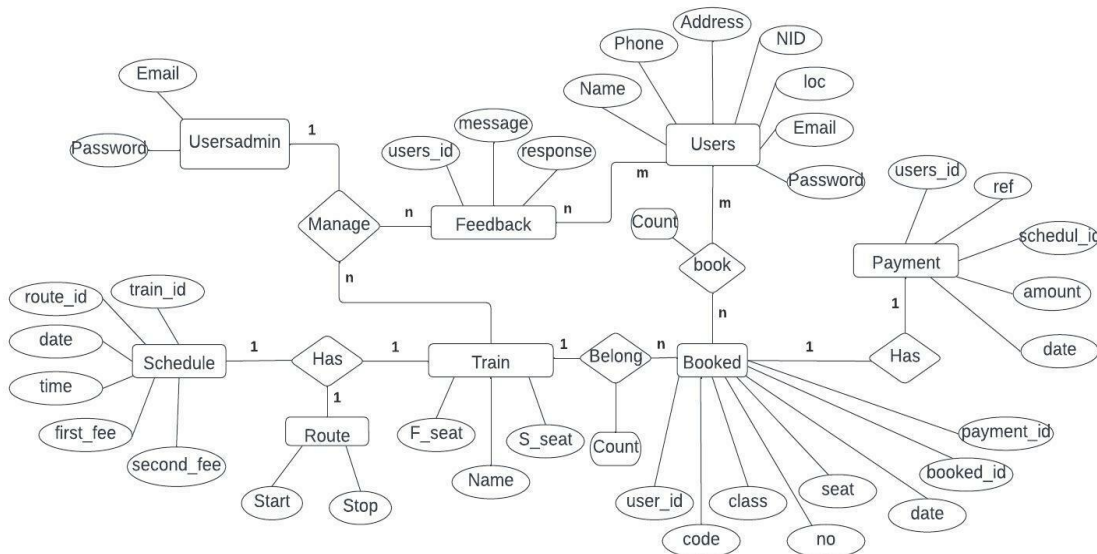 Address
Phone
NID
Email
Name
loc
message
Usersadmin
1
Users
Email
Password
users_id
response
users_id
ref
m
Password
Manage
n
Feedback
n
m
Count
schedul_id
book
Payment
n
train_id
route_id
amount
n
1
date
Has
Belong
date
Schedule
1
1
Train
1
n
Booked
1
Has
time
1
first_fee
Route
F_seat
S_seat
Count
payment_id
second_fee
Name
seat
booked_id
Start
Stop
user_id
class
date
code
no